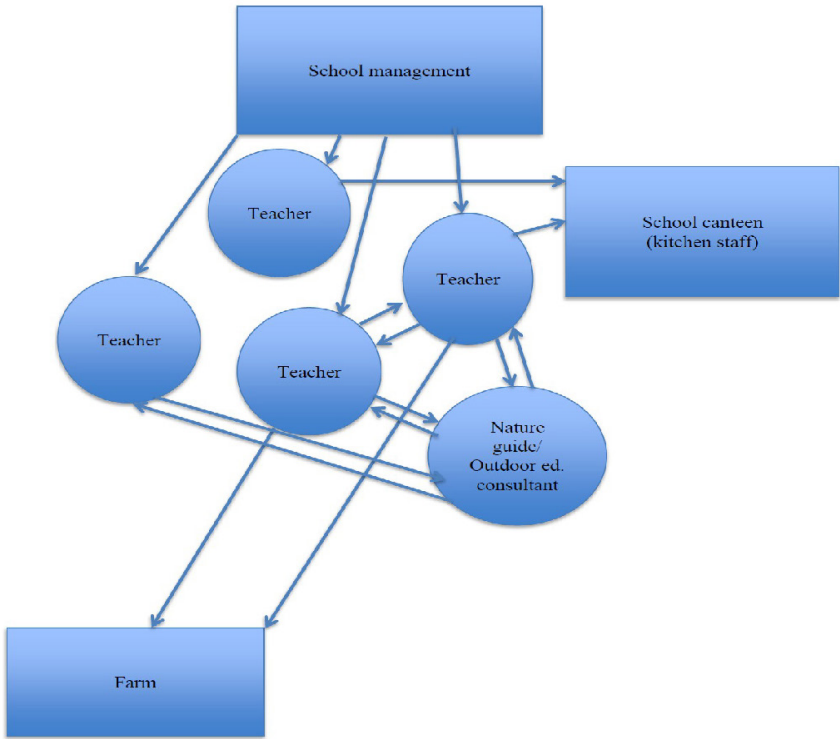 School management
Teacher
School canteen
(kitchen staff)
Teacher
Teacher
Teacher
Nature
guide/
Outdoor ed.
consultant
Farm